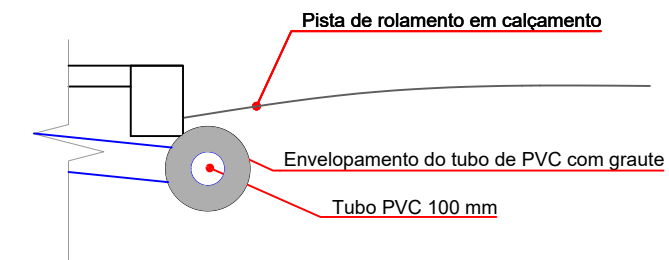 Pista de rolamento em calçamento
Envelopamento do tubo de PVC com graute
Tubo PVC 100 mm